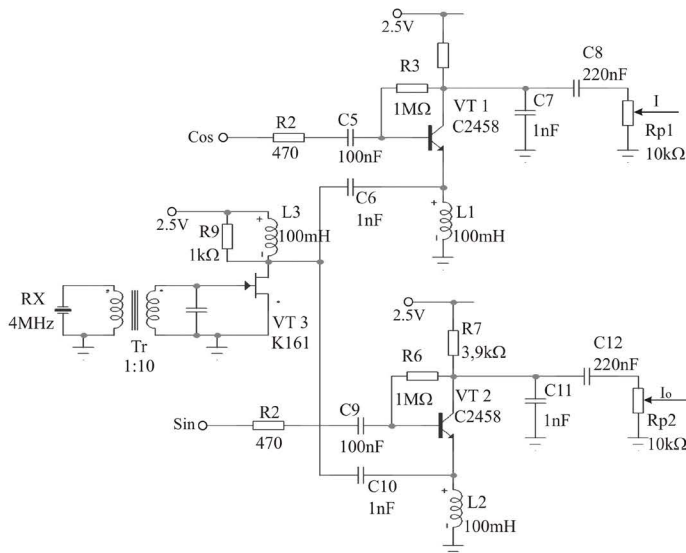 2.5V
R3
1MΩ
VT 1
C2458
C7
1nF
C8
220nF
I
Rp1
10kΩ
Cos
R2
470
C5
100nF
C6
1nF
L1
100mH
2.5V
R9
1kΩ
L3
100mH
+
-
+
-
RX
4MHz
Tr
1:10
VT 3
K161
2.5V
R7
3,9kΩ
R6
1MΩ
VT 2
C2458
C11
1nF
C12
220nF
Io
Rp2
10kΩ
Sin
R2
470
C9
100nF
C10
1nF
+
-
L2
100mH